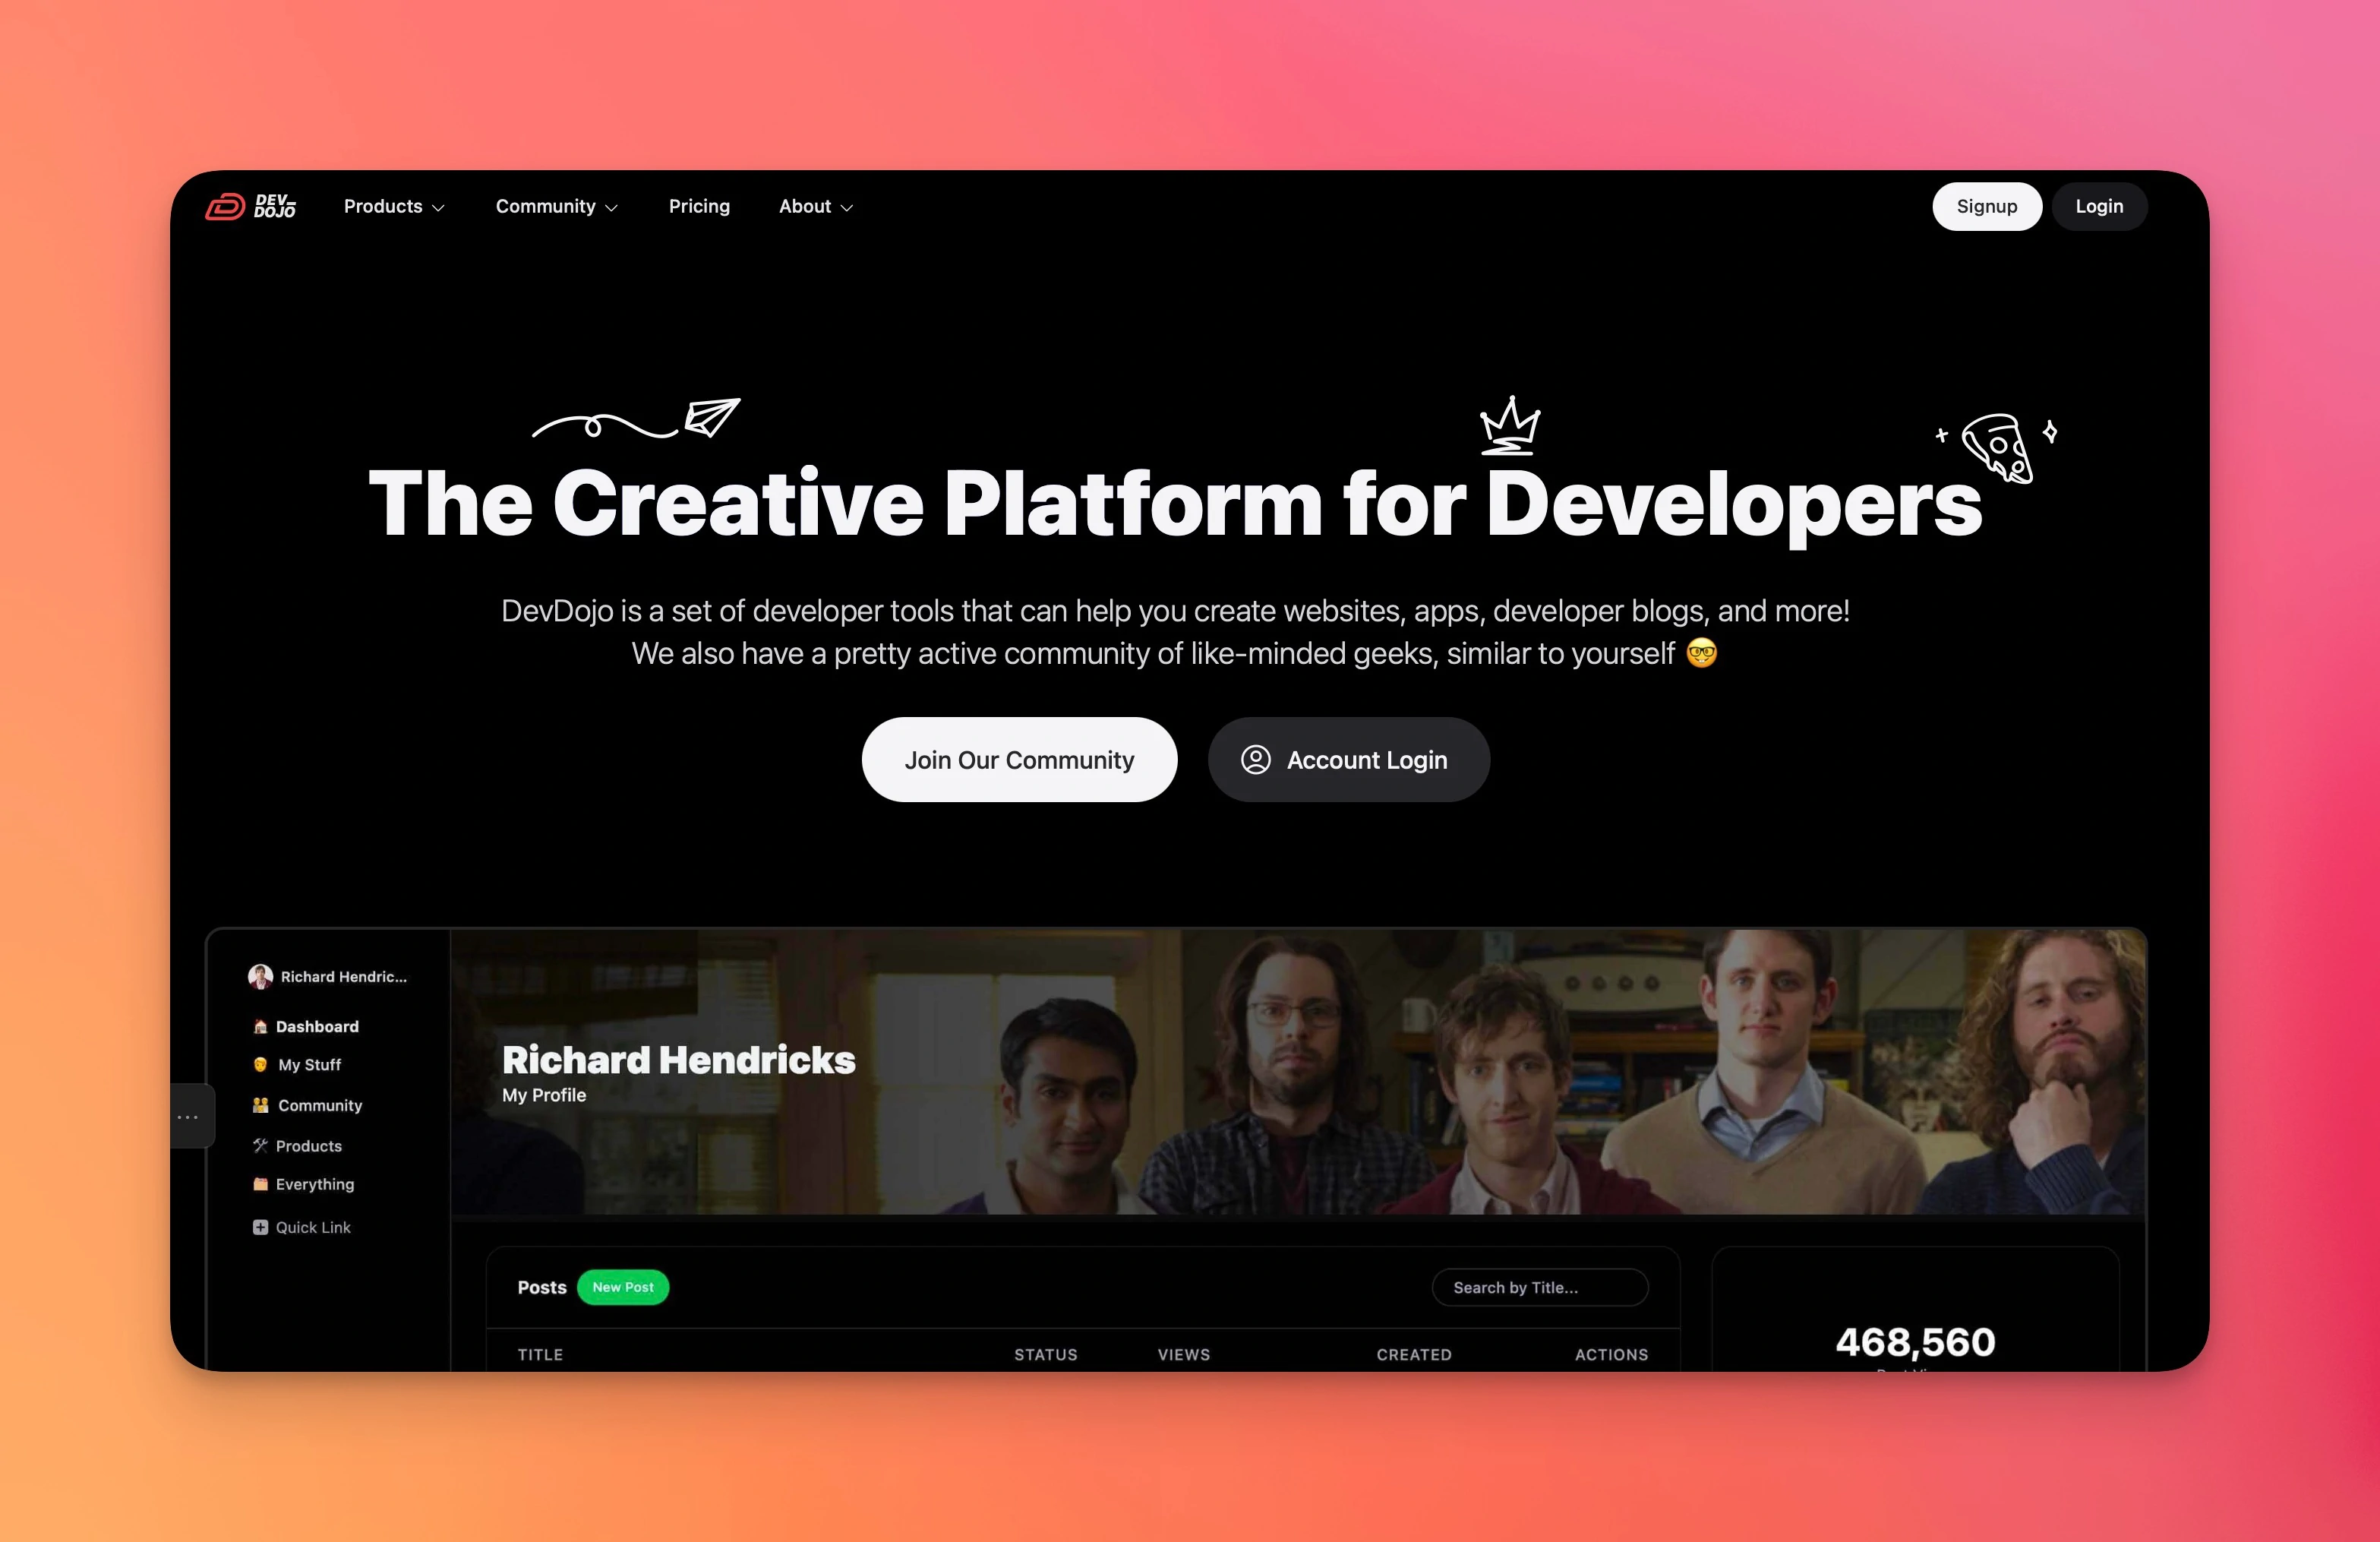 DEV_
DOJO
Products
Community
Pricing
About
Signup
Login
The Creative Platform for Developers
DevDojo is a set of developer tools that can help you create websites, apps, developer blogs, and more!
We also have a pretty active community of like-minded geeks, similar to yourself 🤓
Join Our Community
Account Login
Richard Hendric...
Dashboard
My Stuff
Community
Products
Everything
Quick Link
...
Richard Hendricks
My Profile
Posts
New Post
Search by Title...
TITLE
STATUS
VIEWS
CREATED
ACTIONS
468,560